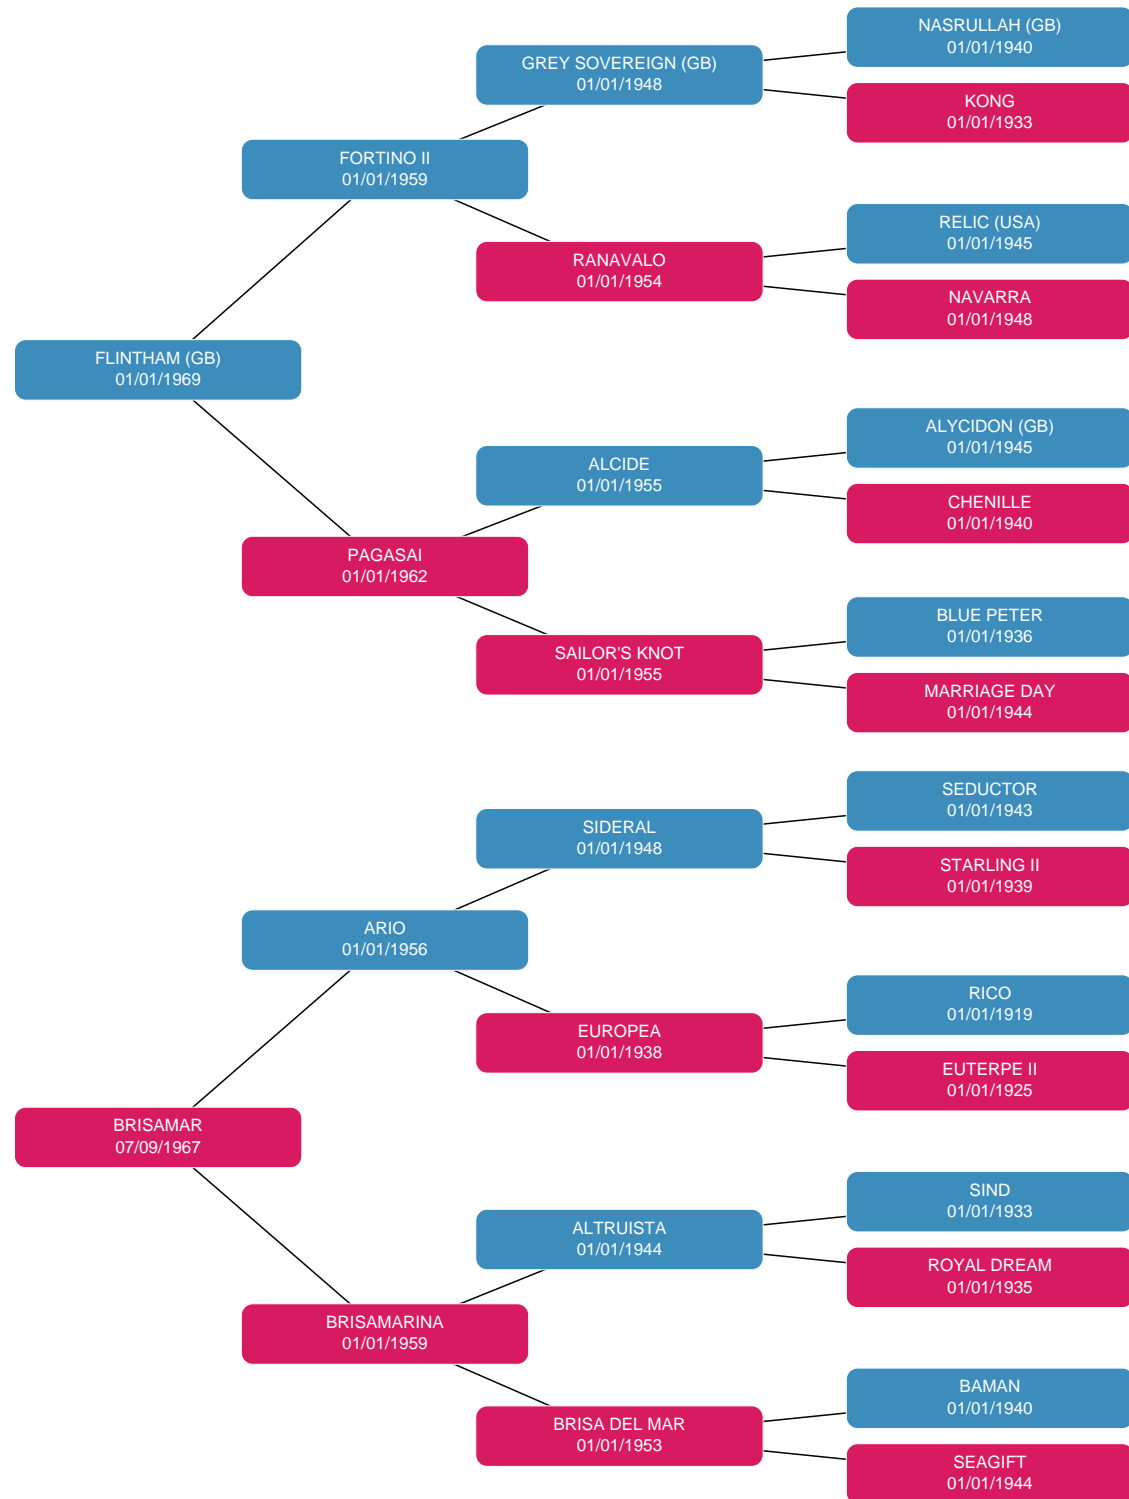 NASRULLAH (GB)
01/01/1940
GREY SOVEREIGN (GB)
01/01/1948
KONG
01/01/1933
FORTINO II
01/01/1959
RELIC (USA)
01/01/1945
RANAVALO
01/01/1954
NAVARRA
01/01/1948
FLINTHAM (GB)
01/01/1969
ALYCIDON (GB)
01/01/1945
ALCIDE
01/01/1955
CHENILLE
01/01/1940
PAGASAI
01/01/1962
BLUE PETER
01/01/1936
SAILOR'S KNOT
01/01/1955
MARRIAGE DAY
01/01/1944
SEDUCTOR
01/01/1943
SIDERAL
01/01/1948
STARLING II
01/01/1939
ARIO
01/01/1956
RICO
01/01/1919
EUROPEA
01/01/1938
EUTERPE II
01/01/1925
BRISAMAR
07/09/1967
SIND
01/01/1933
ALTRUISTA
01/01/1944
ROYAL DREAM
01/01/1935
BRISAMARINA
01/01/1959
BAMAN
01/01/1940
BRISA DEL MAR
01/01/1953
SEAGIFT
01/01/1944